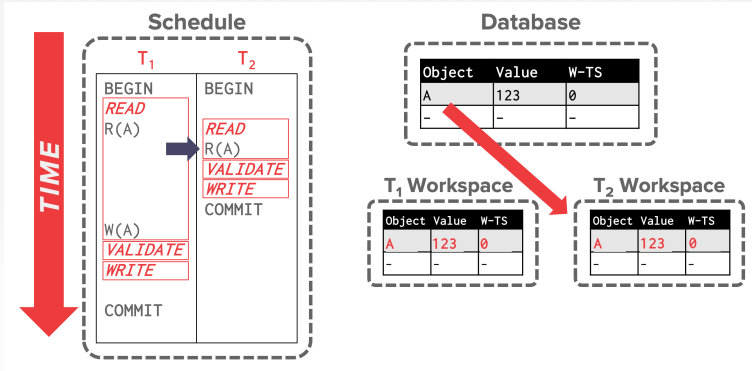 Schedule
T₁ T₂
BEGIN BEGIN
READ
R(A) READ
R(A)
VALIDATE
WRITE
COMMIT
W(A)
VALIDATE
WRITE
COMMIT
TIME
Database
Object Value W-TS
A 123 0
- - -
T₁ Workspace
Object Value W-TS
A 123 0
- - -
T₂ Workspace
Object Value W-TS
A 123 0
- - -